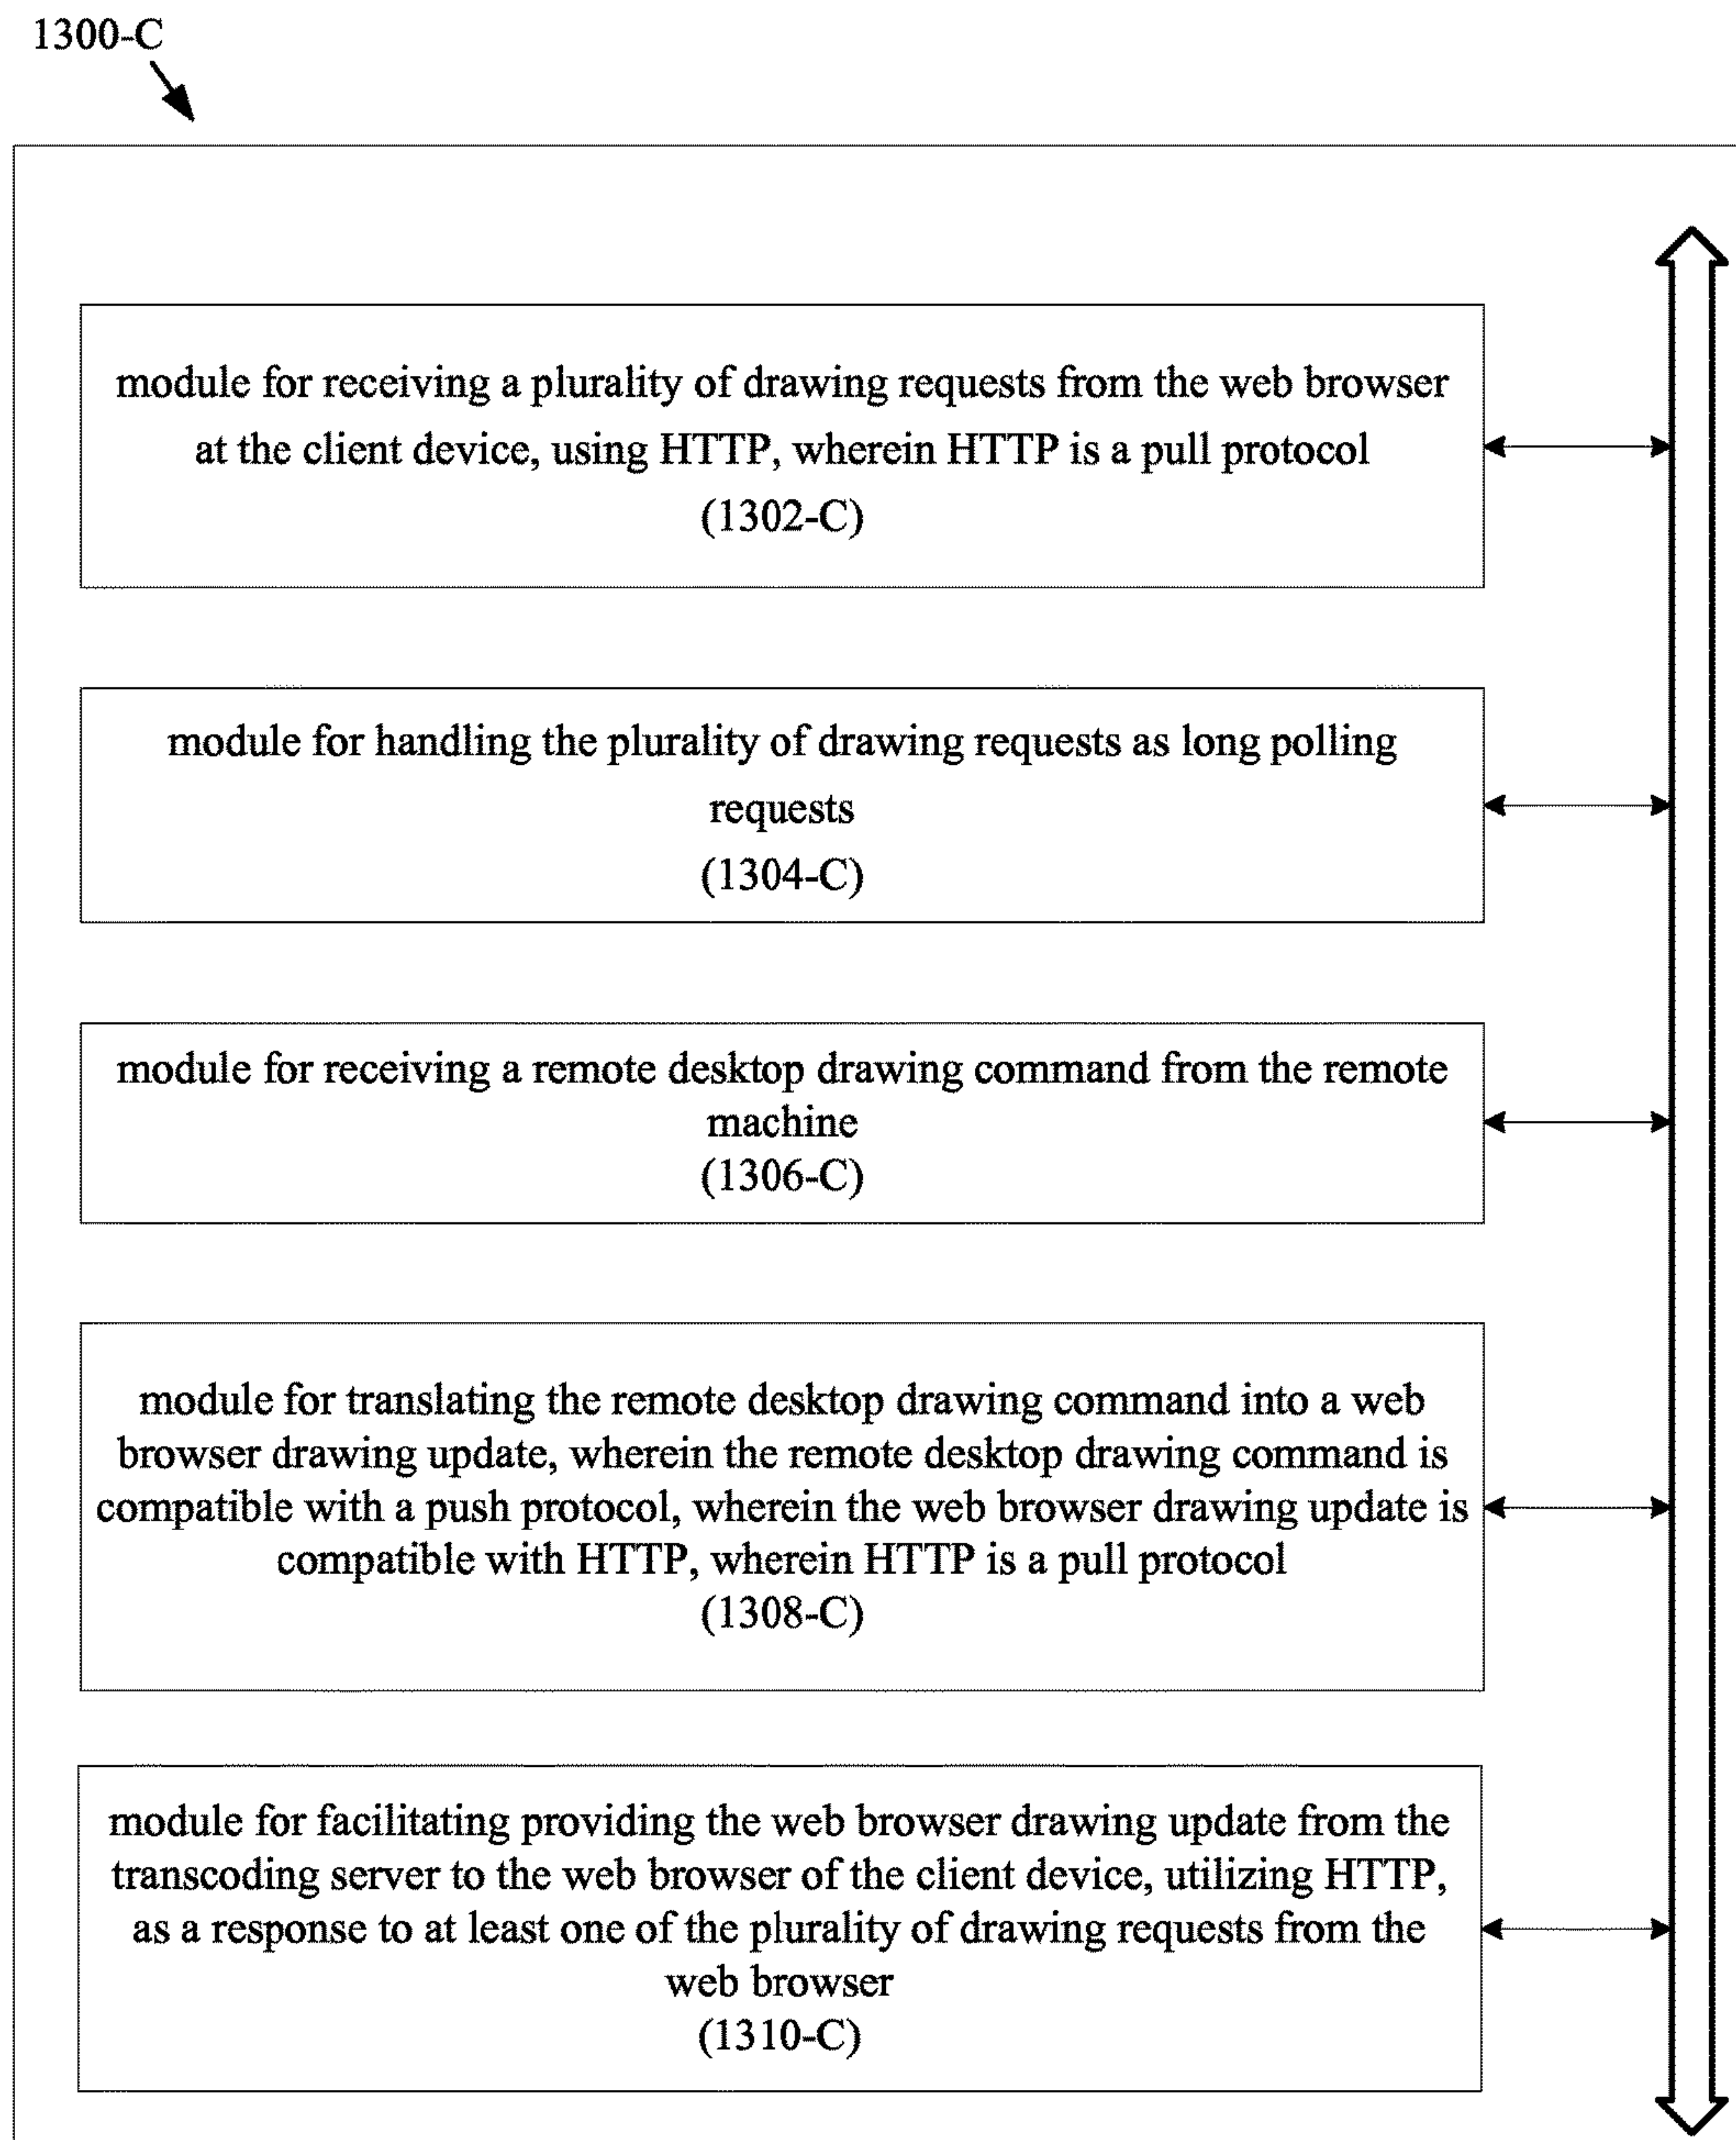 1300-C
module for receiving a plurality of drawing requests from the web browser
at the client device, using HTTP, wherein HTTP is a pull protocol
(1302-C)
module for handling the plurality of drawing requests as long polling
requests
(1304-C)
module for receiving a remote desktop drawing command from the remote
machine
(1306-C)
module for translating the remote desktop drawing command into a web
browser drawing update, wherein the remote desktop drawing command is
compatible with a push protocol, wherein the web browser drawing update is
compatible with HTTP, wherein HTTP is a pull protocol
(1308-C)
module for facilitating providing the web browser drawing update from the
transcoding server to the web browser of the client device, utilizing HTTP,
as a response to at least one of the plurality of drawing requests from the
web browser
(1310-C)